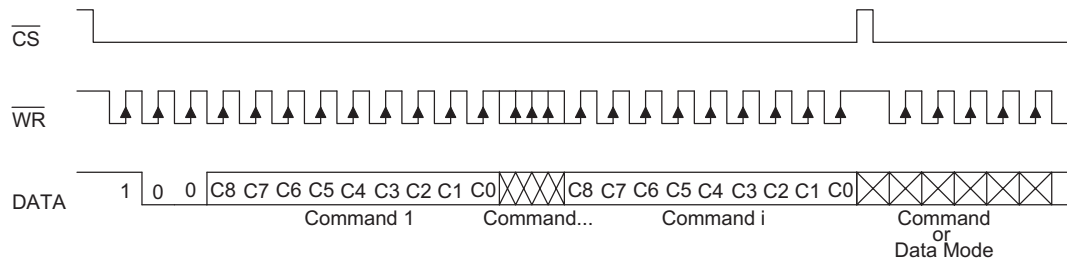 CS
WR
DATA 1 0 0 C8 C7 C6 C5 C4 C3 C2 C1 C0 C8 C7 C6 C5 C4 C3 C2 C1 C0
Command 1 Command... Command i Command
or
Data Mode